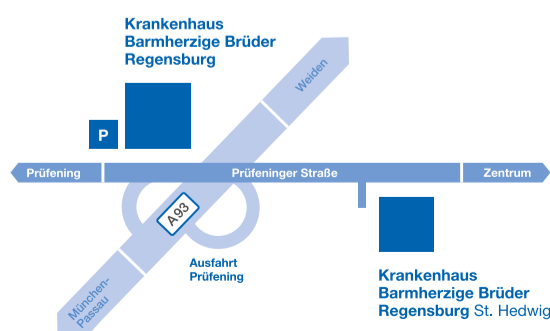 Krankenhaus
Barmherzige Brüder
Regensburg
Weiden
P
Prüfening
Prüfeninger Straße
Zentrum
A93
Ausfahrt
Prüfening
München-
Passau
Krankenhaus
Barmherzige Brüder
Regensburg St. Hedwig